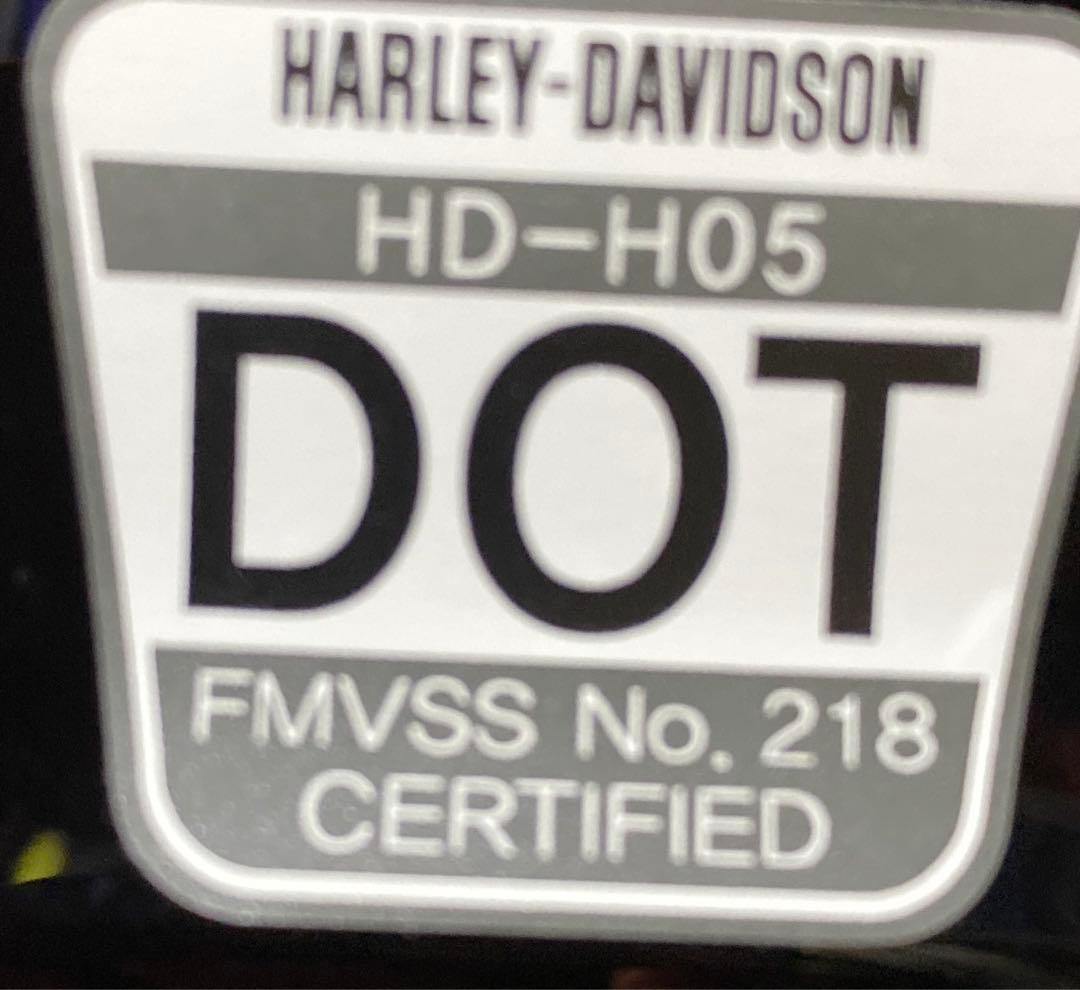 HARLEY-DAVIDSON
HD-H05
DOT
FMVSS No. 218
CERTIFIED